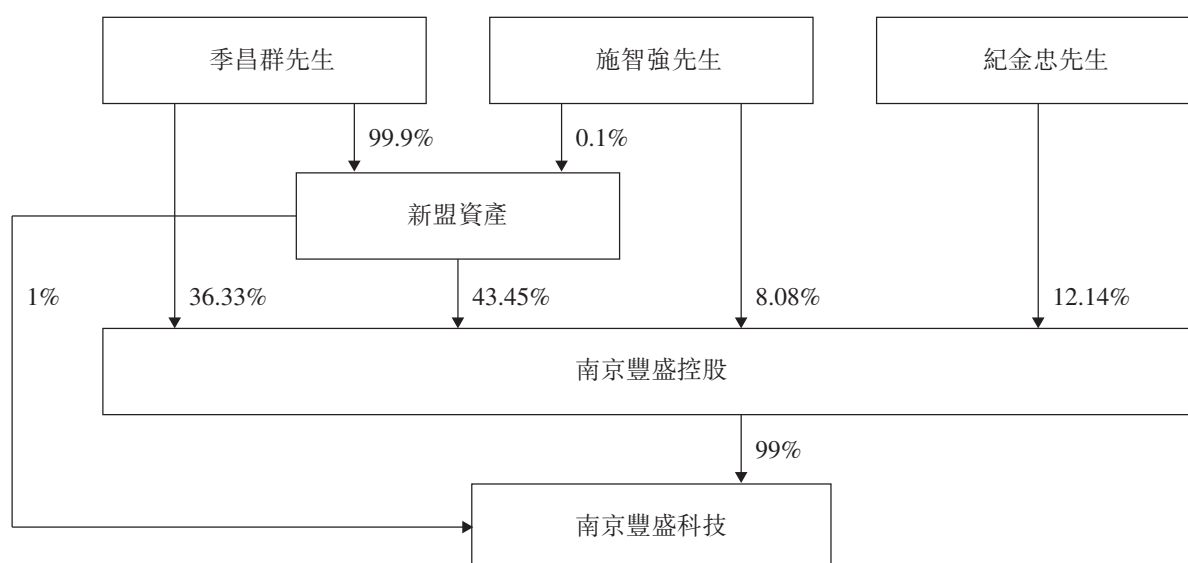 季昌群先生
施智強先生
紀金忠先生
99.9%
0.1%
新盟資產
1%
36.33%
43.45%
8.08%
12.14%
南京豐盛控股
99%
南京豐盛科技